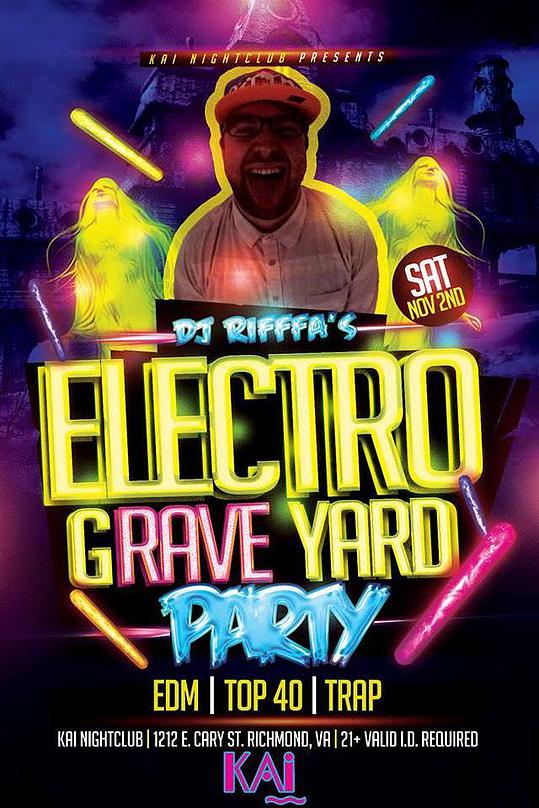 KAI NIGHTCLUB PRESENTS
SAT
NOV 2ND
DJ RIFFFA'S
ELECTRO
GRAVE YARD
PARTY
EDM | TOP 40 | TRAP
KAI NIGHTCLUB | 1212 E. CARY ST. RICHMOND, VA | 21+ VALID I.D. REQUIRED
KAi